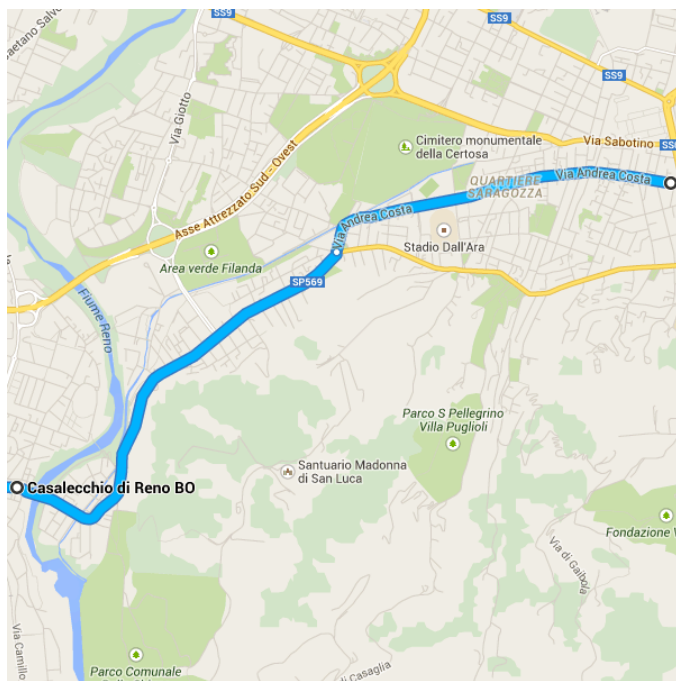 SS9
SS9
SS9
aetano Salve
Via Giotto
Asse Attrezzato Sud - Ovest
Cimitero monumentale
della Certosa
Via Sabotino
SS9
QUARTIERE
SARAGOZZA
Via Andrea Costa
Via Andrea Costa
Stadio Dall'Ara
Area verde Filanda
SP569
Fiume Reno
Parco S Pellegrino
Villa Puglioli
Santuario Madonna
di San Luca
Casalecchio di Reno BO
Fondazione V
Via di Gaibola
Via Camillo
Parco Comunale
di Casaglia